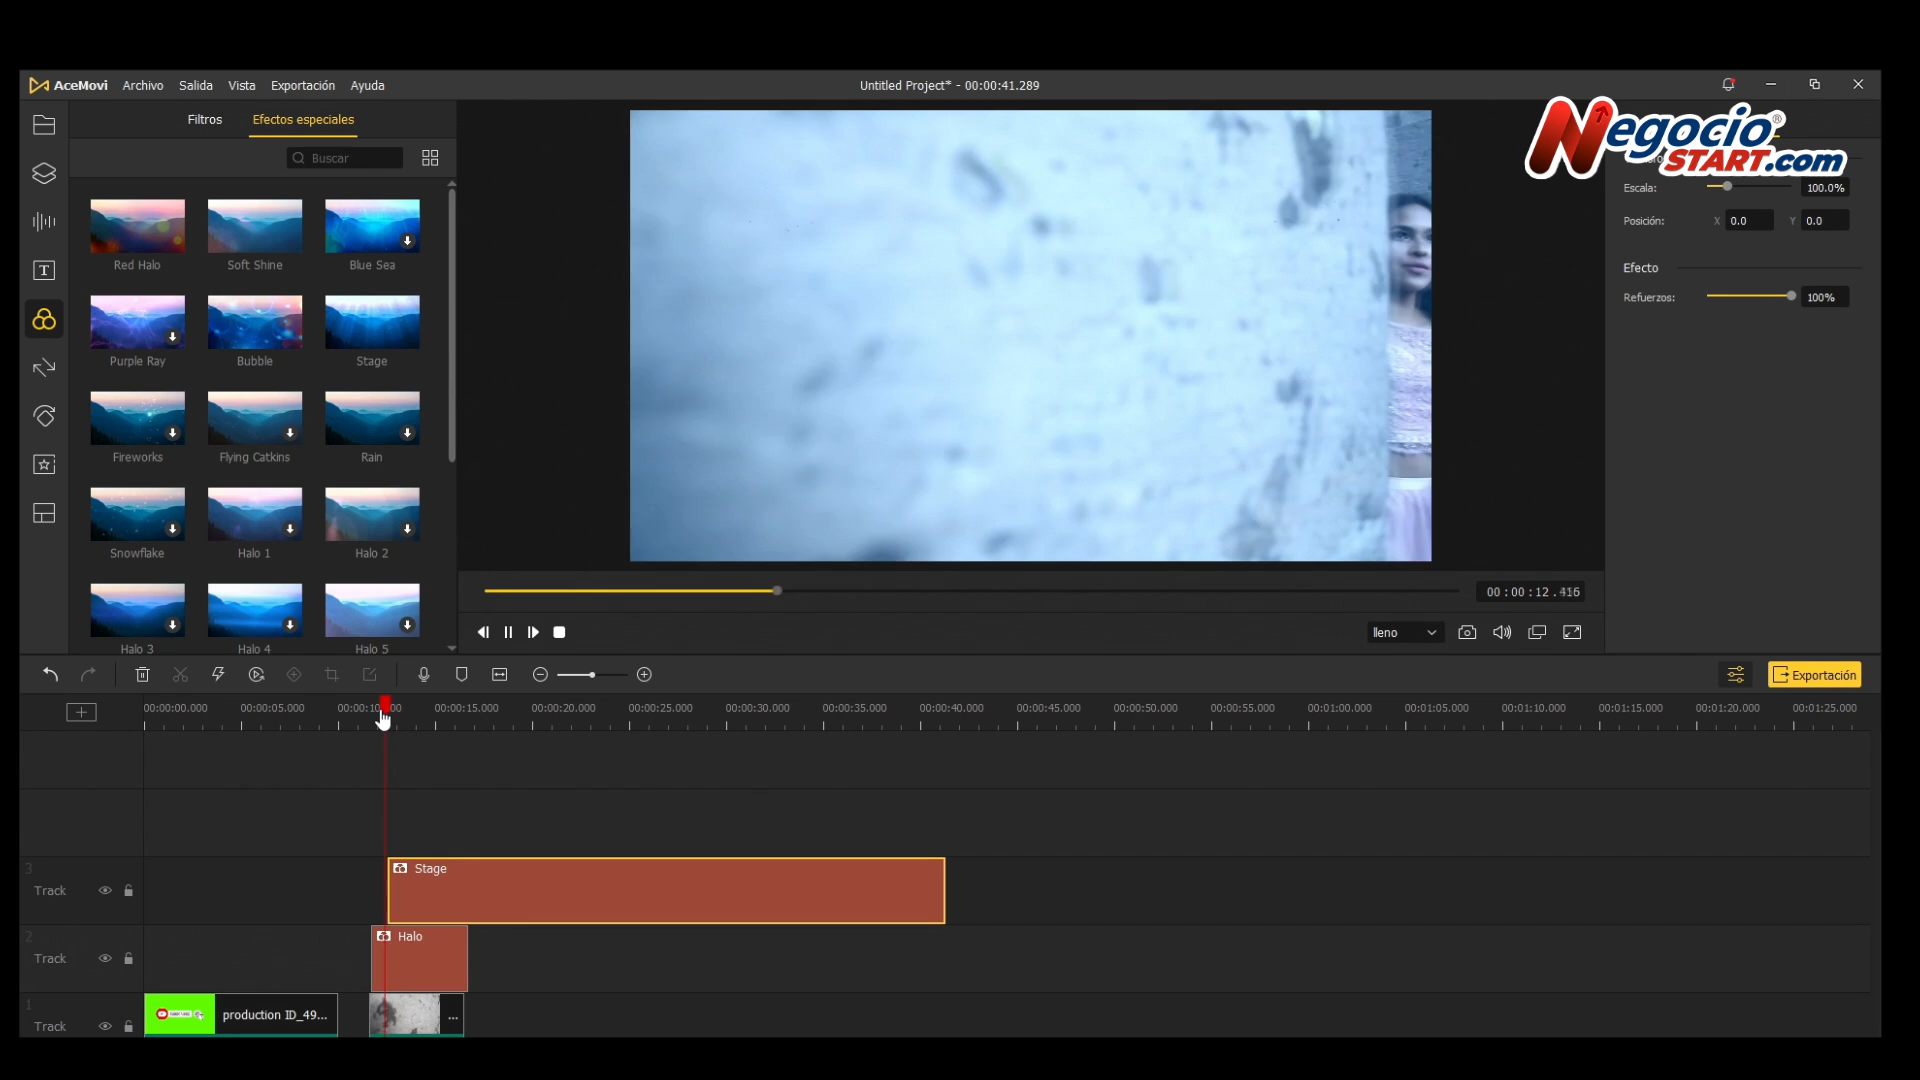 AceMovi Archivo Salida Vista Exportación Ayuda
Untitled Project* - 00:00:41.289
Negocio®
START.com
Filtros Efectos especiales
Buscar
Red Halo Soft Shine Blue Sea
Purple Ray Bubble Stage
Fireworks Flying Catkins Rain
Snowflake Halo 1 Halo 2
Halo 3 Halo 4 Halo 5
Escala: 100.0%
Posición: X 0.0 Y 0.0
Efecto
Refuerzos: 100%
00:00:12.416
lleno
Exportación
00:00:00.000 00:00:05.000 00:00:10.000 00:00:15.000 00:00:20.000 00:00:25.000 00:00:30.000 00:00:35.000 00:00:40.000 00:00:45.000 00:00:50.000 00:00:55.000 00:01:00.000 00:01:05.000 00:01:10.000 00:01:15.000 00:01:20.000 00:01:25.000
3
Track
Stage
2
Track
Halo
1
Track
production ID_49...
...